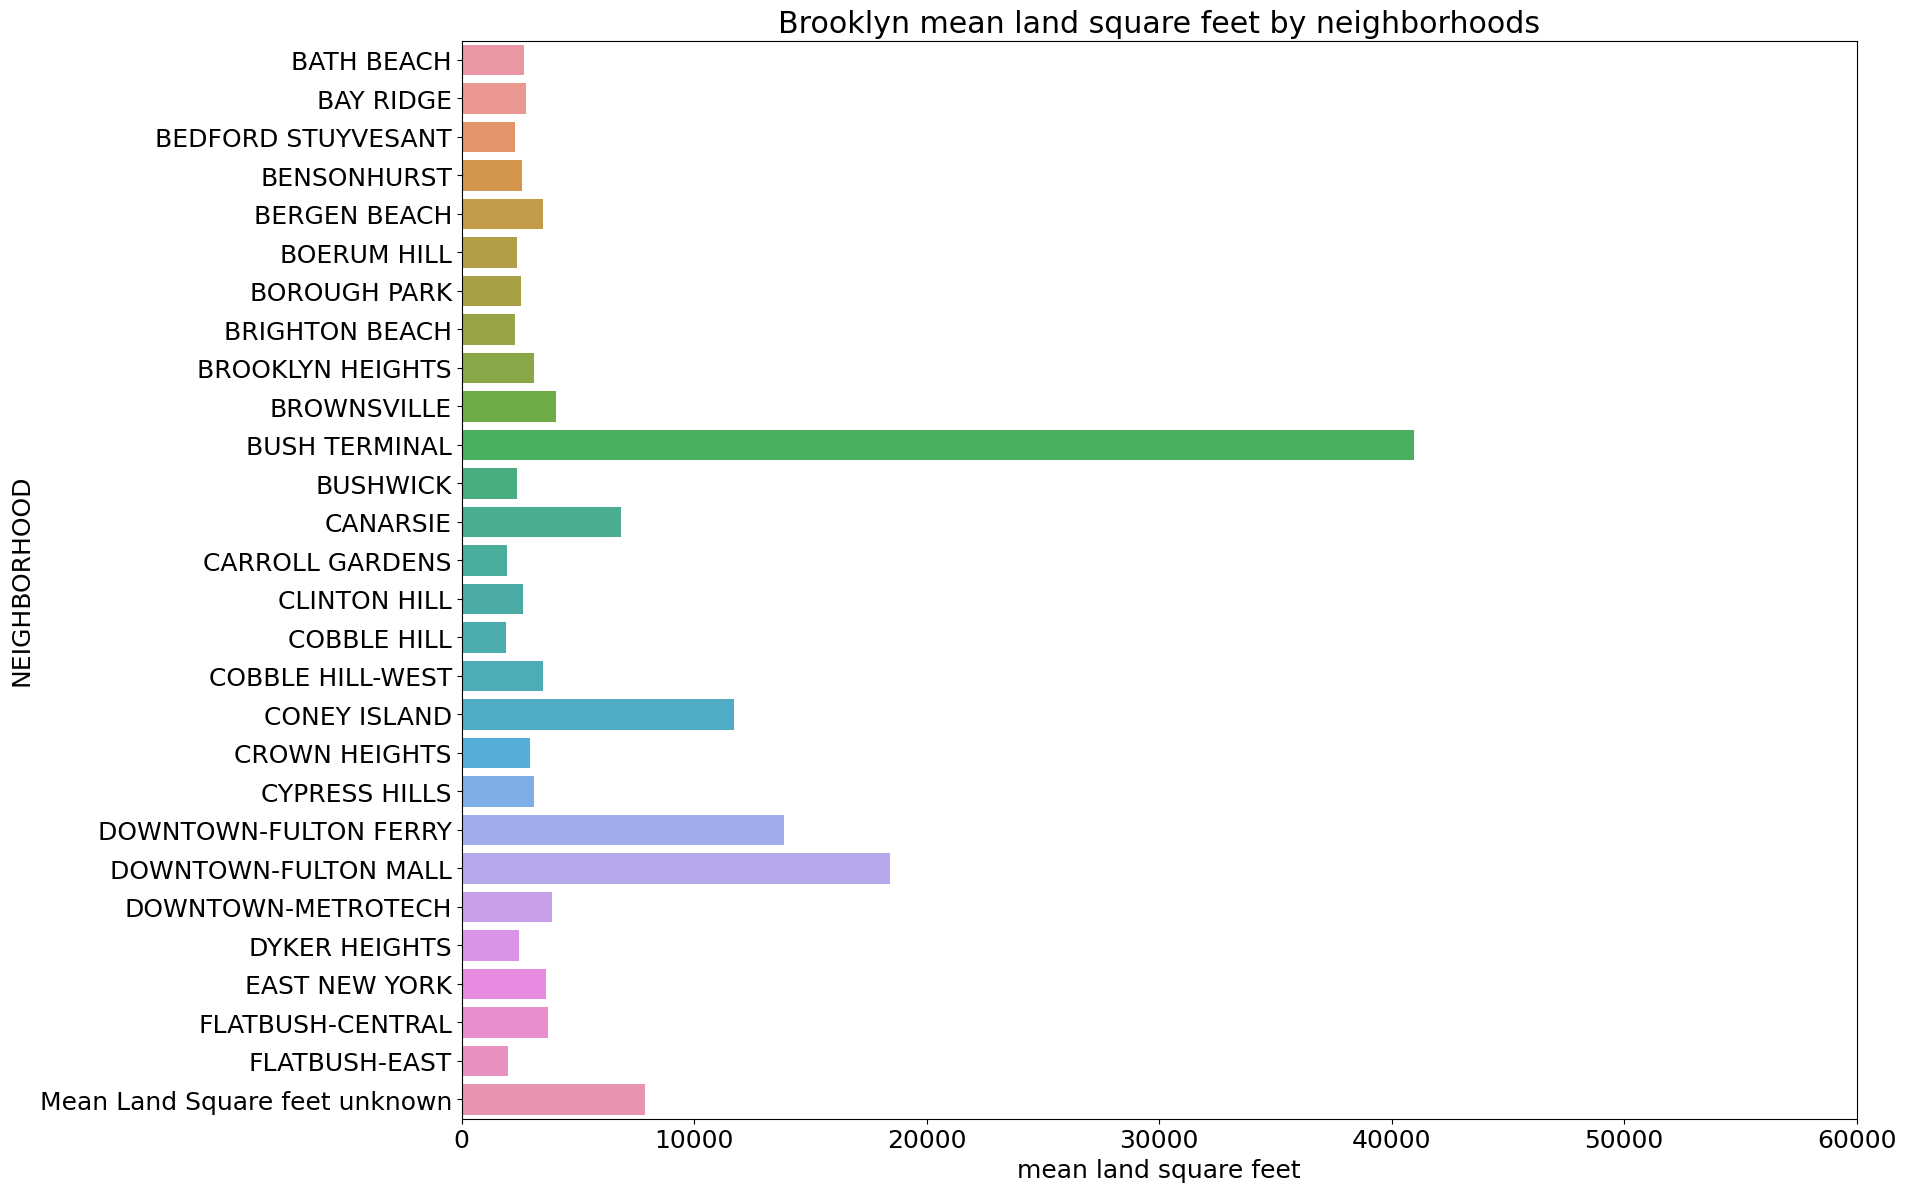 Brooklyn mean land square feet by neighborhoods
BATH BEACH
BAY RIDGE
BEDFORD STUYVESANT
BENSONHURST
BERGEN BEACH
BOERUM HILL
BOROUGH PARK
BRIGHTON BEACH
BROOKLYN HEIGHTS
BROWNSVILLE
BUSH TERMINAL
BUSHWICK
CANARSIE
CARROLL GARDENS
CLINTON HILL
COBBLE HILL
COBBLE HILL-WEST
CONEY ISLAND
CROWN HEIGHTS
CYPRESS HILLS
DOWNTOWN-FULTON FERRY
DOWNTOWN-FULTON MALL
DOWNTOWN-METROTECH
DYKER HEIGHTS
EAST NEW YORK
FLATBUSH-CENTRAL
FLATBUSH-EAST
Mean Land Square feet unknown
NEIGHBORHOOD
0 10000 20000 30000 40000 50000 60000
mean land square feet